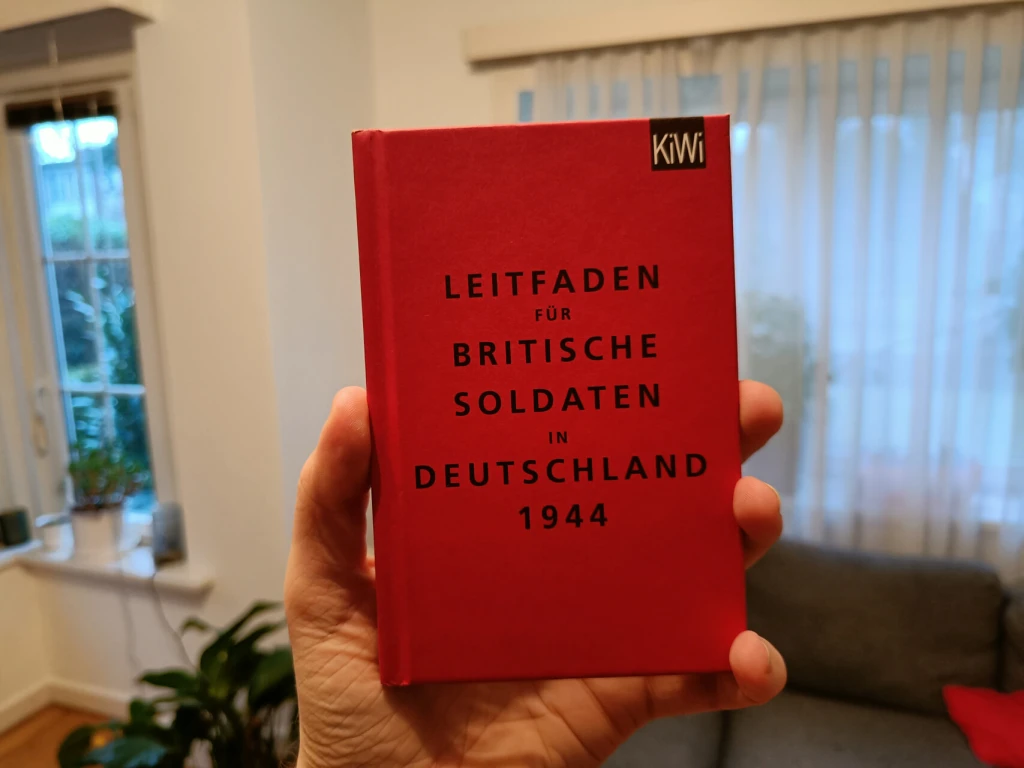 KiWi
LEITFADEN
FÜR
BRITISCHE
SOLDATEN
IN
DEUTSCHLAND
1944